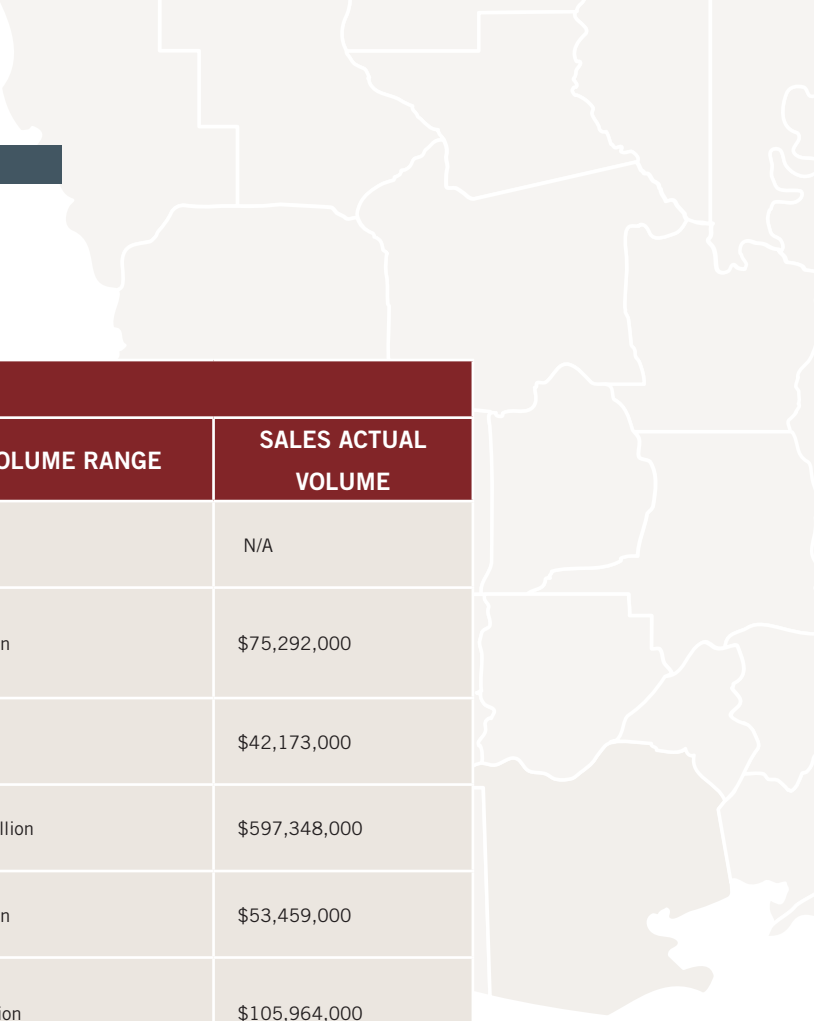 OLUME RANGE
SALES ACTUAL
VOLUME
N/A
n
$75,292,000
$42,173,000
llion
$597,348,000
n
$53,459,000
ion
$105,964,000